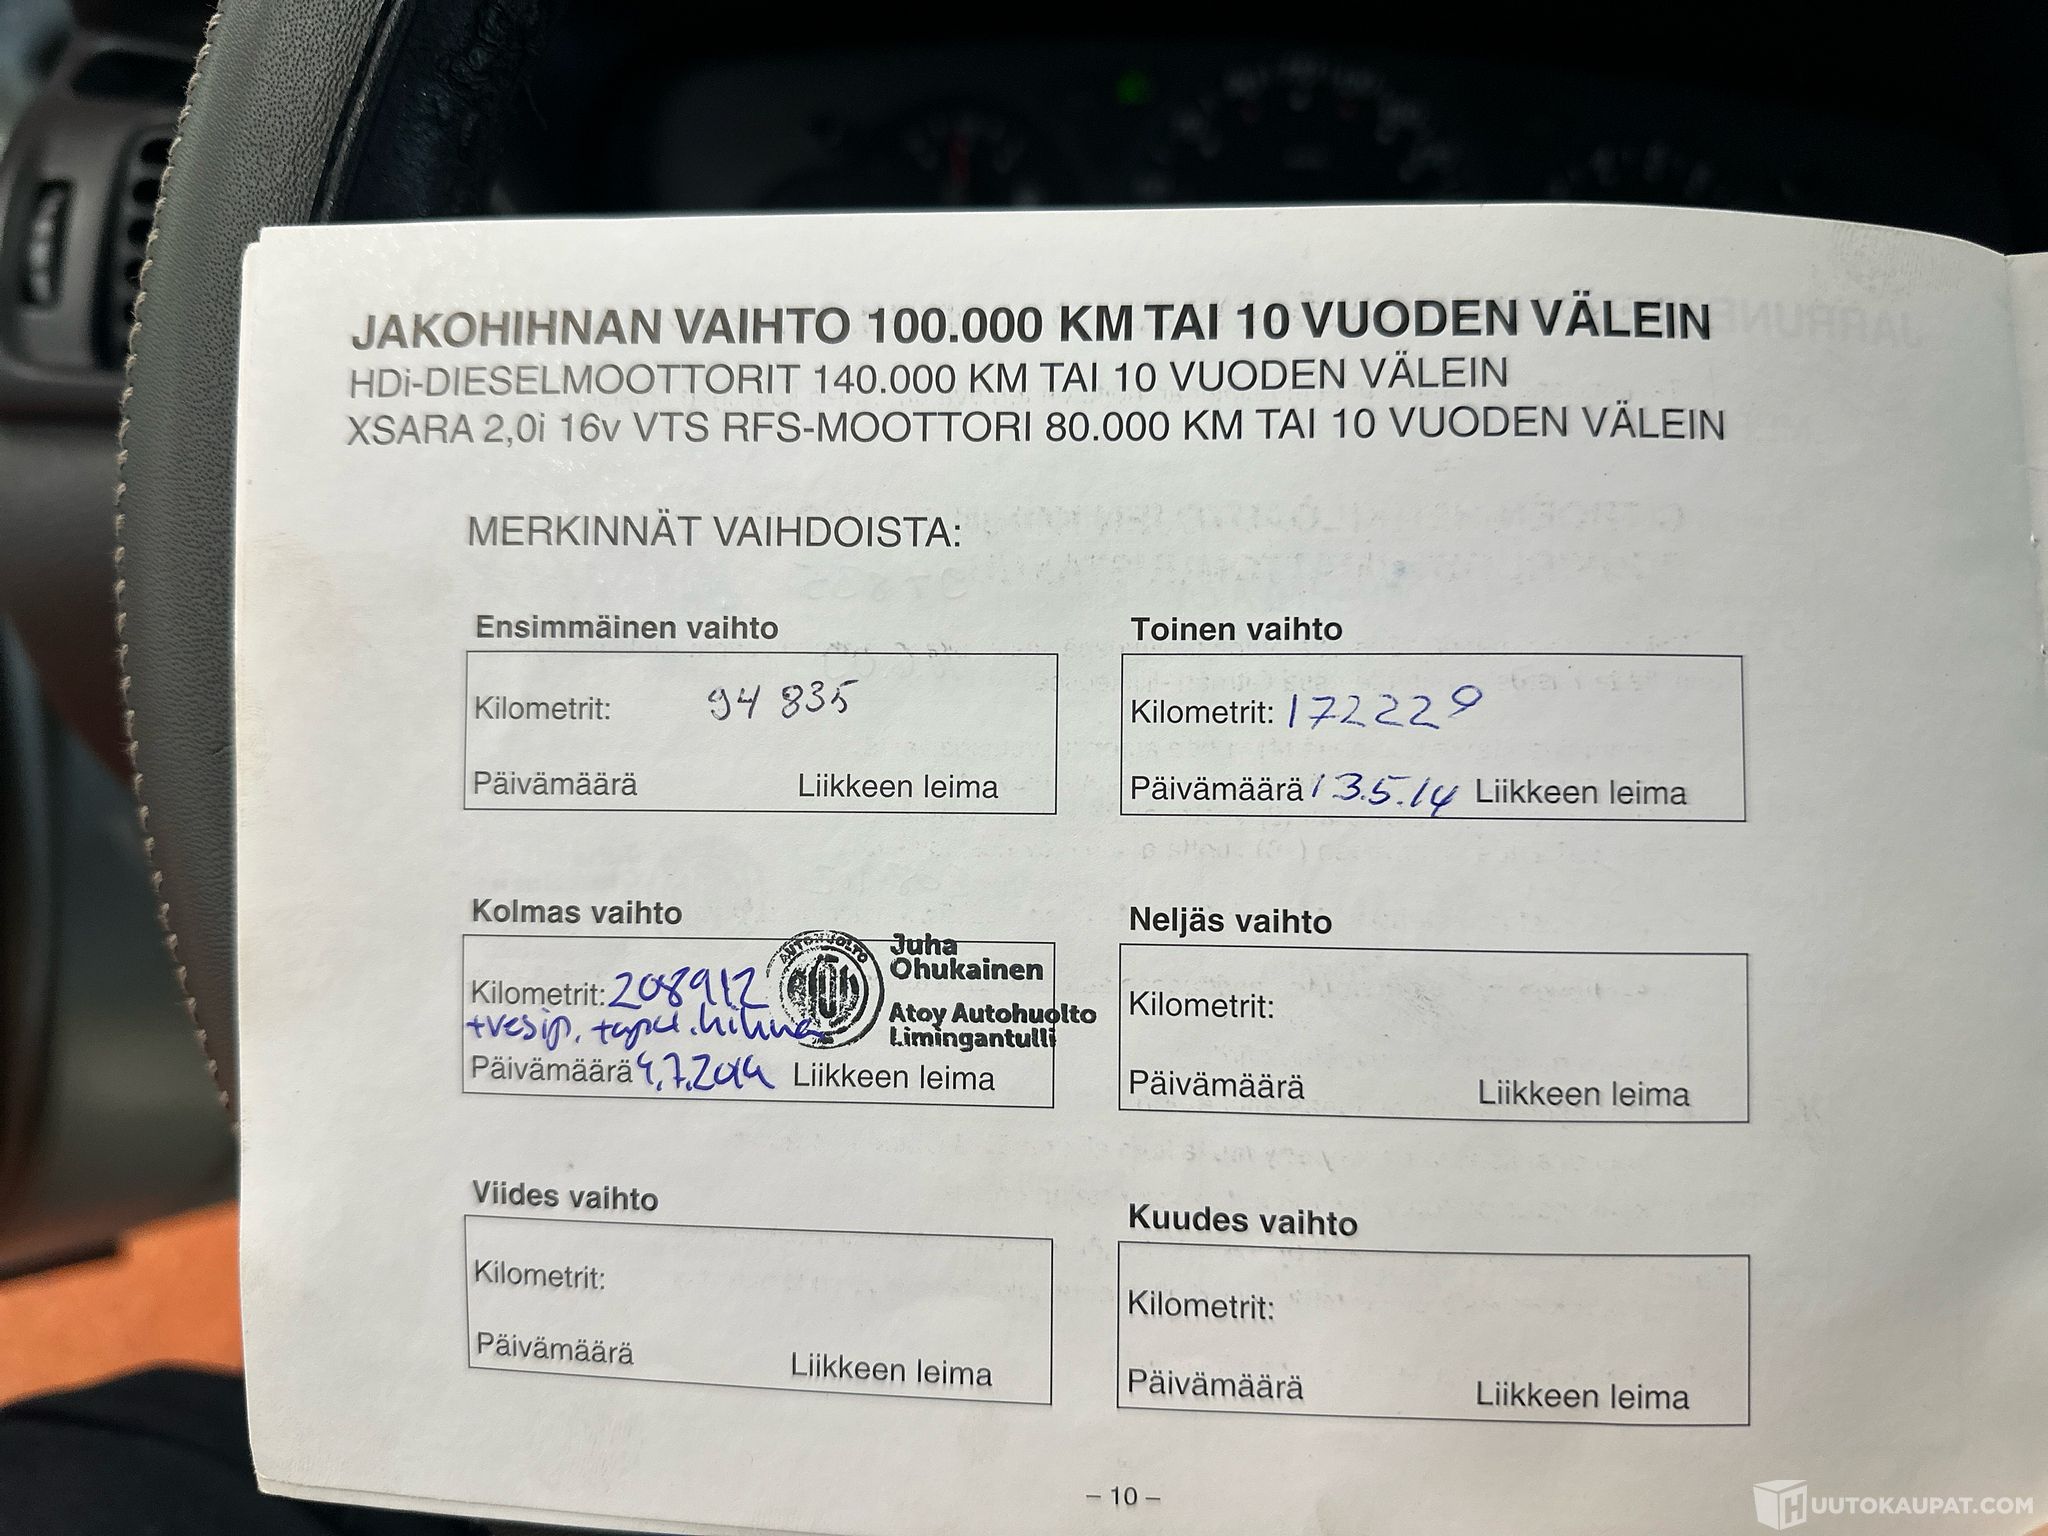 JAKOHIHNAN VAIHTO 100.000 KM TAI 10 VUODEN VÄLEIN
HDi-DIESELMOOTTORIT 140.000 KM TAI 10 VUODEN VÄLEIN
XSARA 2,0i 16v VTS RFS-MOOTTORI 80.000 KM TAI 10 VUODEN VÄLEIN
MERKINNÄT VAIHDOISTA:
Ensimmäinen vaihto
Kilometrit: 94 835
Päivämäärä Liikkeen leima
Toinen vaihto
Kilometrit: 172229
Päivämäärä 13.5.14 Liikkeen leima
Kolmas vaihto
Kilometrit: 208912
+vesip. + hihna
Päivämäärä 4.7.2014 Liikkeen leima
AUTOHUOLTO
Juha
Ohukainen
Atoy Autohuolto
Limingantulli
Neljäs vaihto
Kilometrit:
Päivämäärä Liikkeen leima
Viides vaihto
Kilometrit:
Päivämäärä Liikkeen leima
Kuudes vaihto
Kilometrit:
Päivämäärä Liikkeen leima
– 10 –
HUUTOKAUPAT.COM